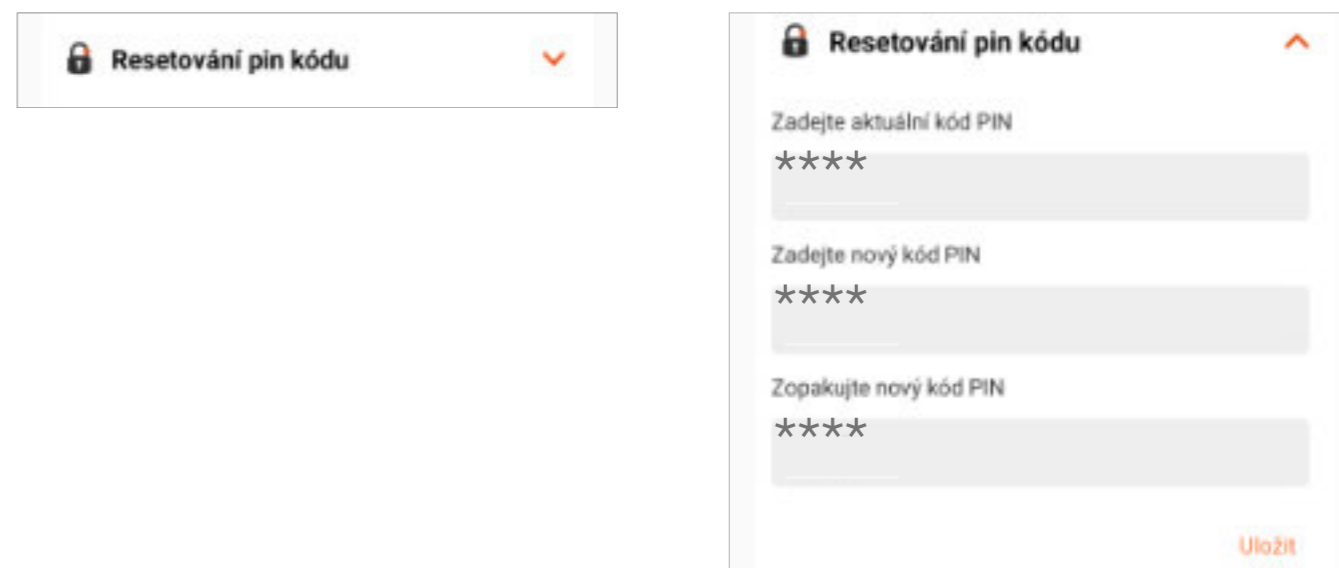 Resetování pin kódu
Resetování pin kódu
Zadejte aktuální kód PIN
****
Zadejte nový kód PIN
****
Zopakujte nový kód PIN
****
Uložit